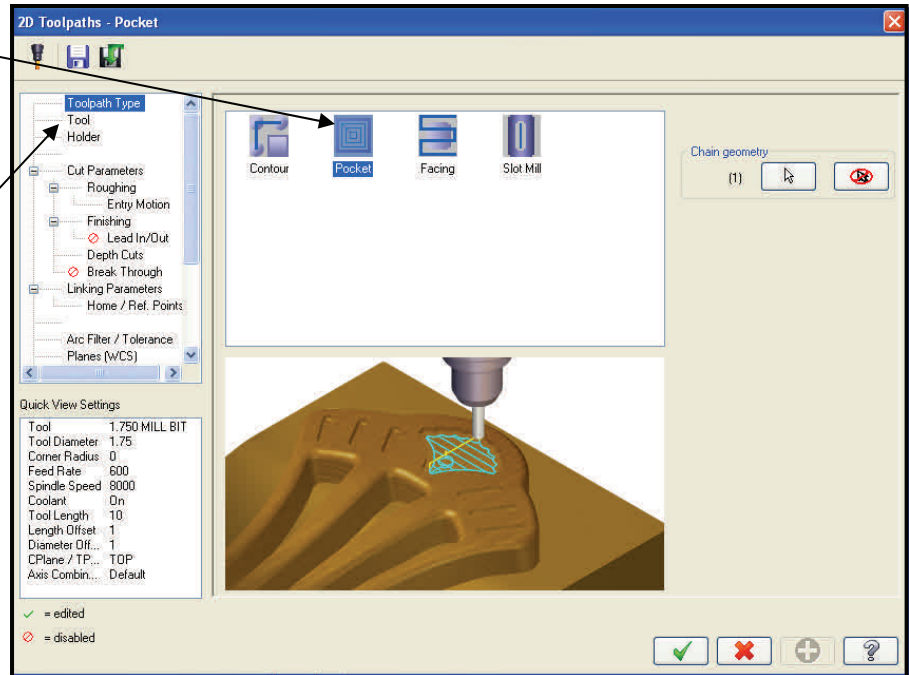 2D Toolpaths - Pocket
Toolpath Type
Tool
Holder
Cut Parameters
Roughing
Entry Motion
Finishing
Lead In/Out
Depth Cuts
Break Through
Linking Parameters
Home / Ref. Points
Arc Filter / Tolerance
Planes (WCS)
Contour
Pocket
Facing
Slot Mill
Chain geometry
(1)
Quick View Settings
Tool 1.750 MILL BIT
Tool Diameter 1.75
Corner Radius 0
Feed Rate 600
Spindle Speed 8000
Coolant On
Tool Length 10
Length Offset 1
Diameter Off... 1
CPlane / TP... TOP
Axis Combin... Default
= edited
= disabled
?